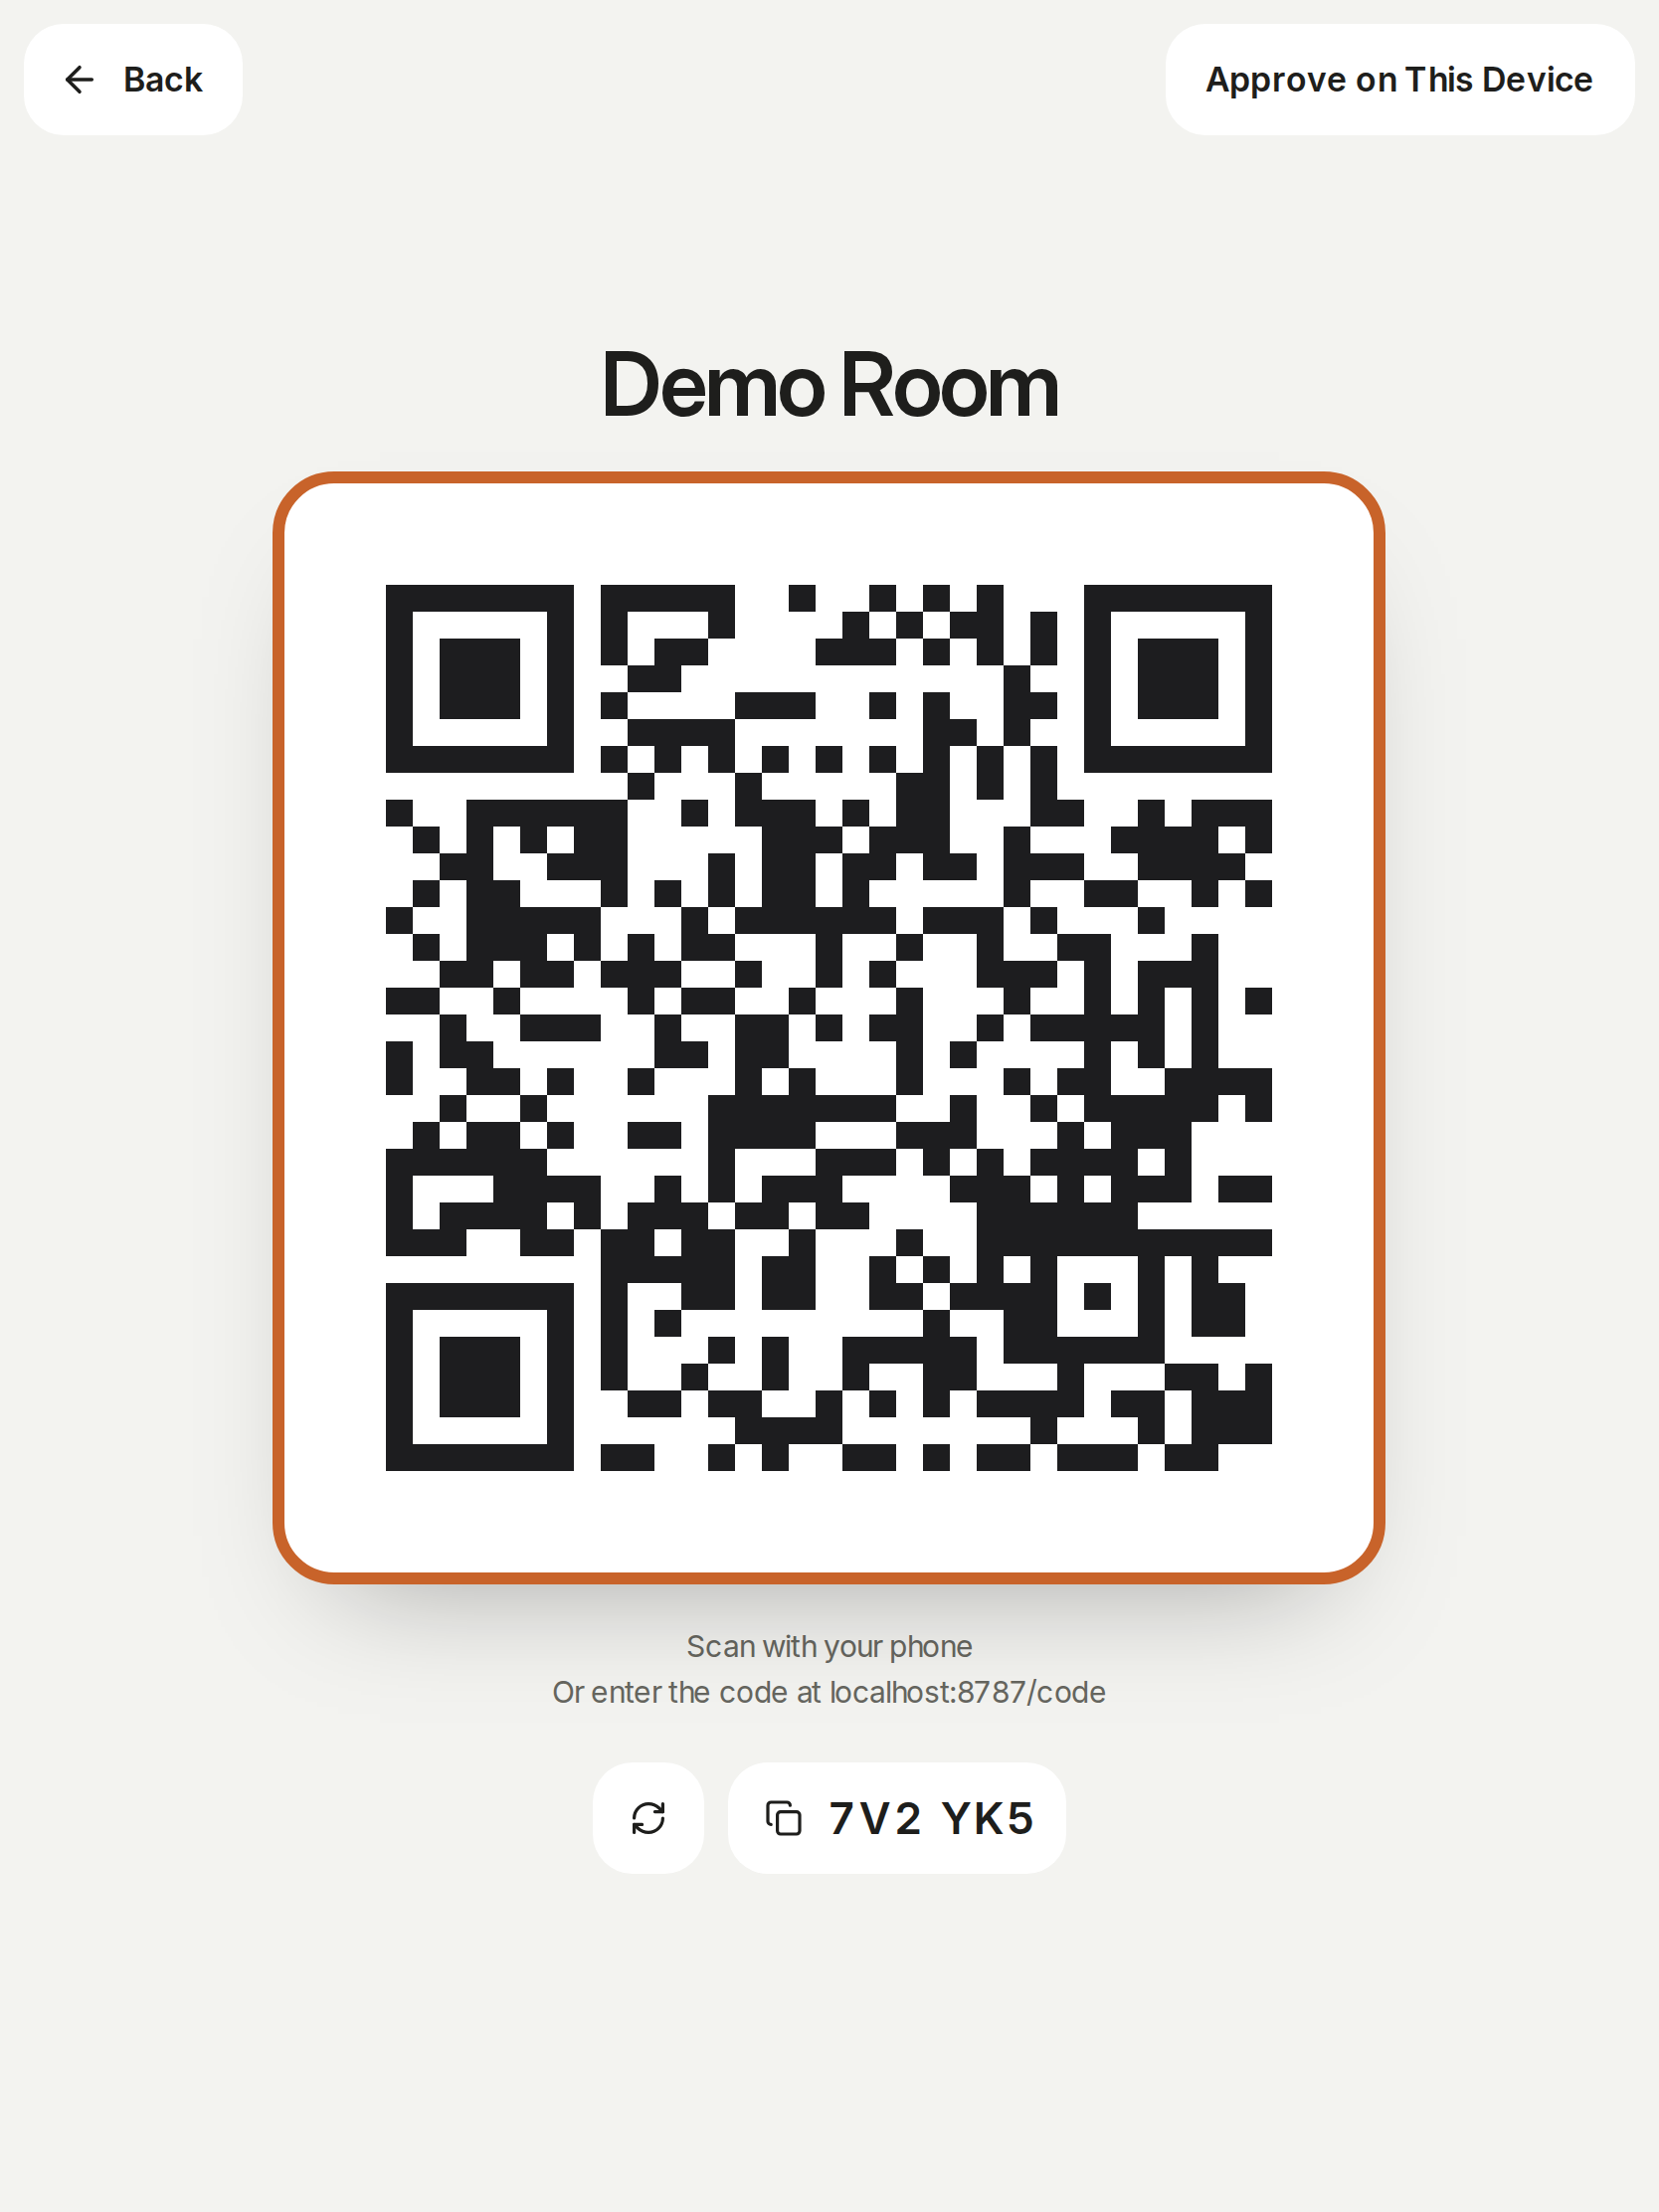 Back
Approve on This Device
Demo Room
Scan with your phone
Or enter the code at localhost:8787/code
7V2 YK5